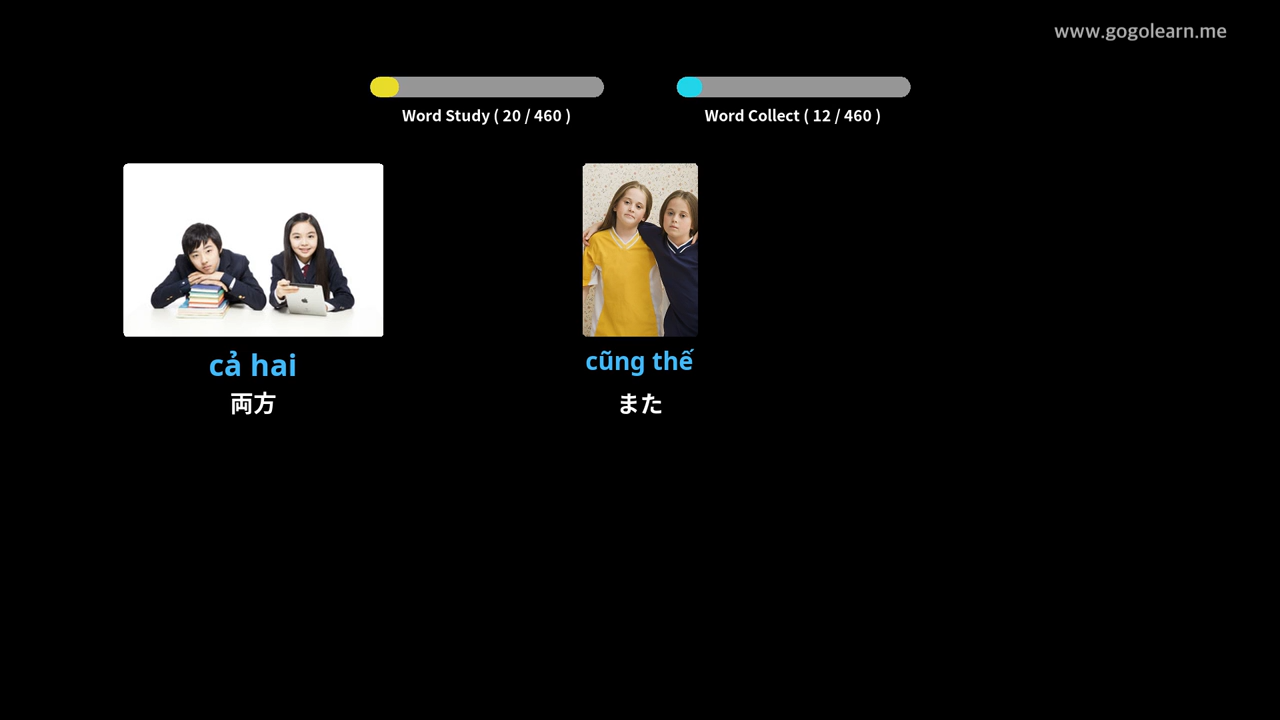 www.gogolearn.me
Word Study ( 20 / 460 )
Word Collect ( 12 / 460 )
cả hai
両方
cũng thế
また